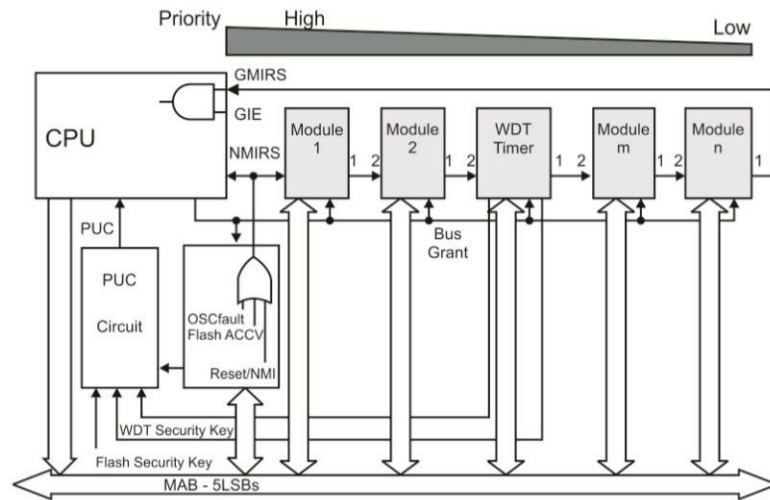 Priority High Low
GMIRS
GIE
CPU
NMIRS
Module
1
Module
2
WDT
Timer
Module
m
Module
n
1 2 1 2 1 2 1 2 1
PUC
Bus
Grant
PUC
Circuit
OSCfault
Flash ACCV
Reset/NMI
WDT Security Key
Flash Security Key
MAB - 5LSBs